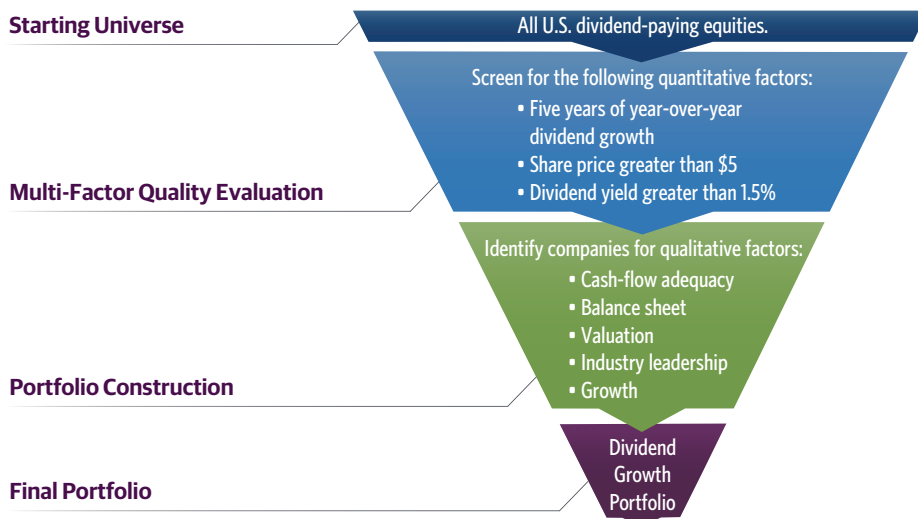 Starting Universe
All U.S. dividend-paying equities.
Screen for the following quantitative factors:
▪ Five years of year-over-year
dividend growth
▪ Share price greater than $5
▪ Dividend yield greater than 1.5%
Multi-Factor Quality Evaluation
Identify companies for qualitative factors:
▪ Cash-flow adequacy
▪ Balance sheet
▪ Valuation
▪ Industry leadership
▪ Growth
Portfolio Construction
Dividend
Growth
Portfolio
Final Portfolio